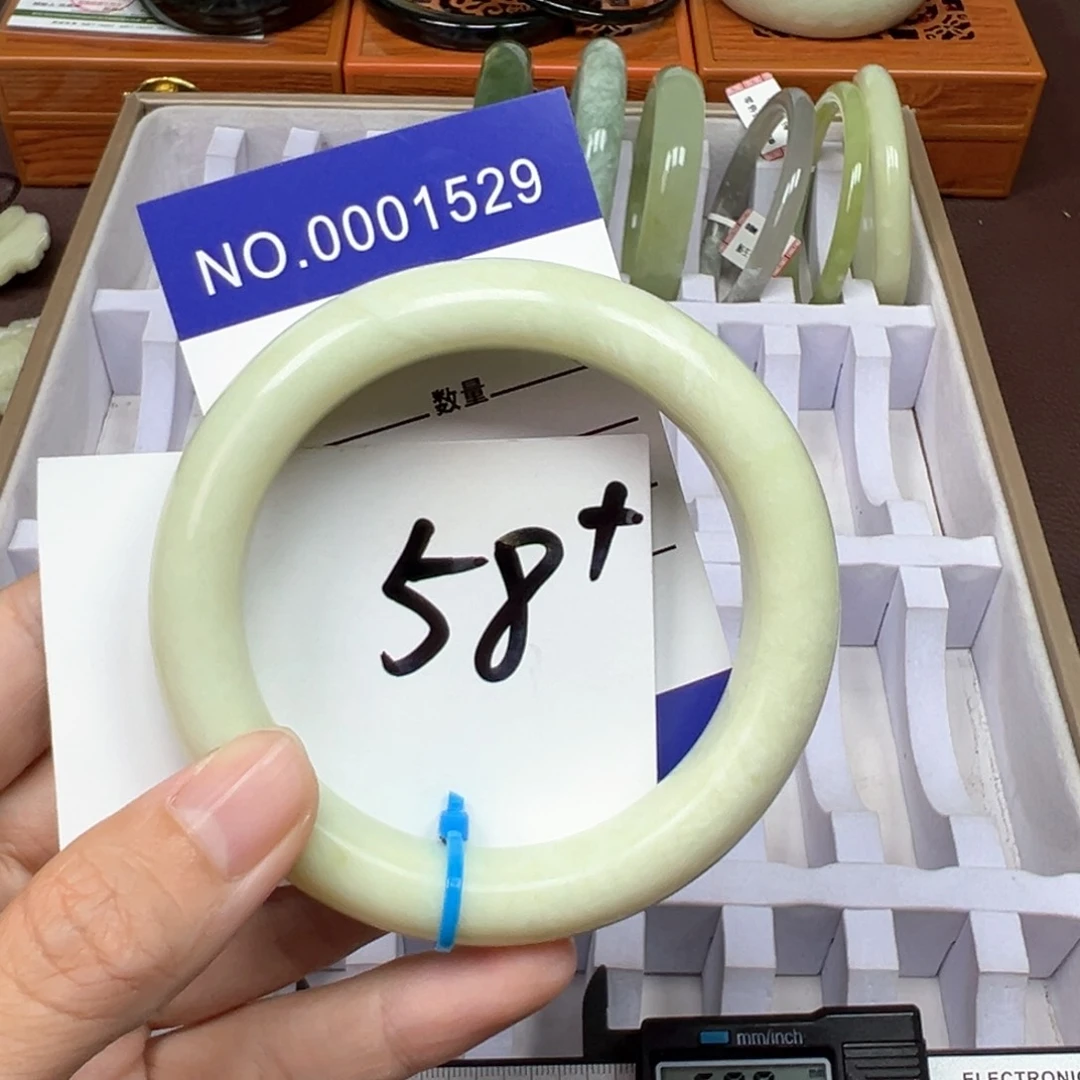 NO.0001529
数量
58+
mm/inch
ELECTRONIC